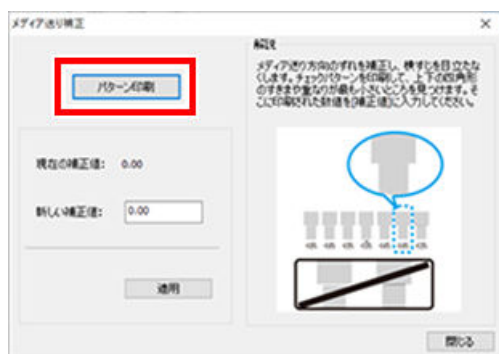 メディア送り補正
パターン印刷
現在の補正値: 0.00
新しい補正値: 0.00
適用
解説
メディア送り方向のずれを補正し、横すじを目立たな
くします。チェックパターンを印刷して、上下の四角形
のすきまや重なりが最も小さいところを見つけます。そ
こに印刷された数値を[補正値]に入力してください。
閉じる